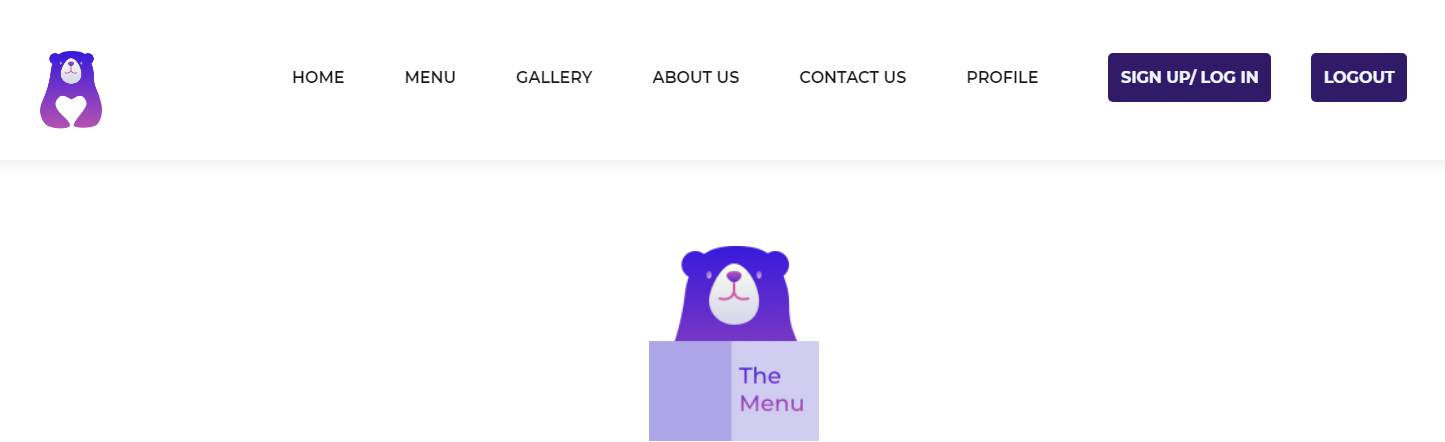 HOME MENU GALLERY ABOUT US CONTACT US PROFILE SIGN UP/ LOG IN LOGOUT
The
Menu